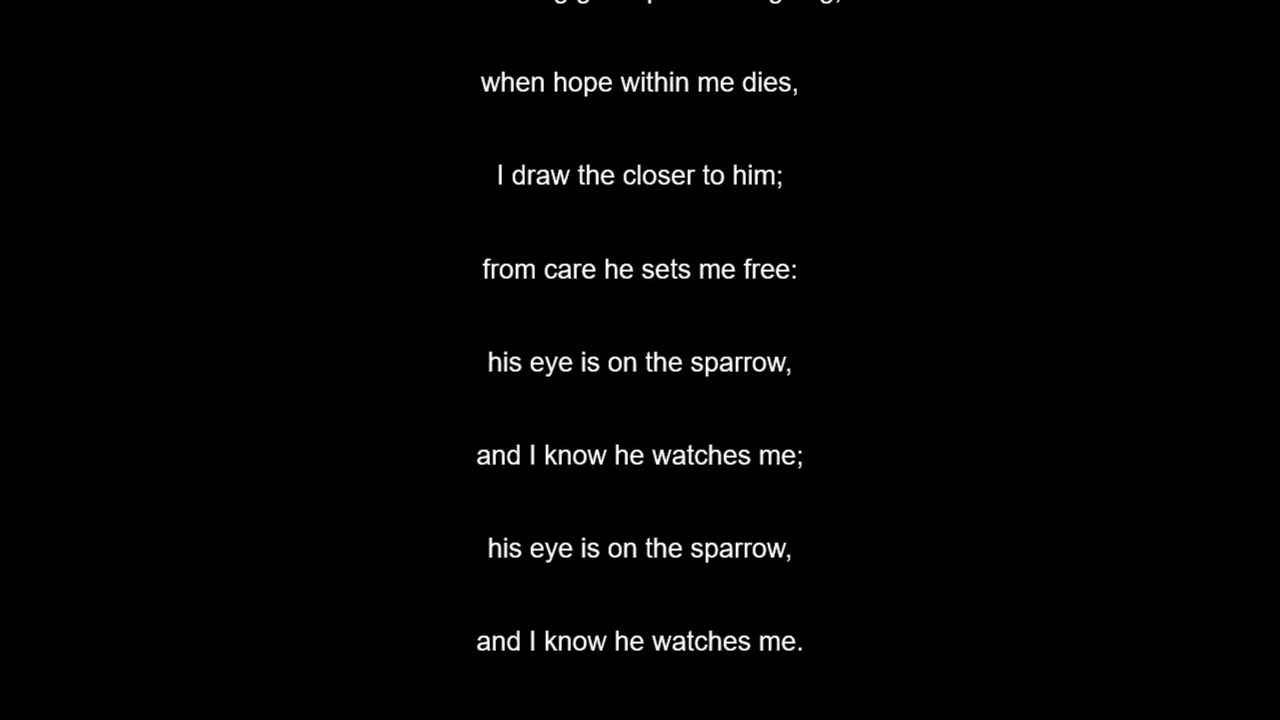 when hope within me dies,
I draw the closer to him;
from care he sets me free:
his eye is on the sparrow,
and I know he watches me;
his eye is on the sparrow,
and I know he watches me.